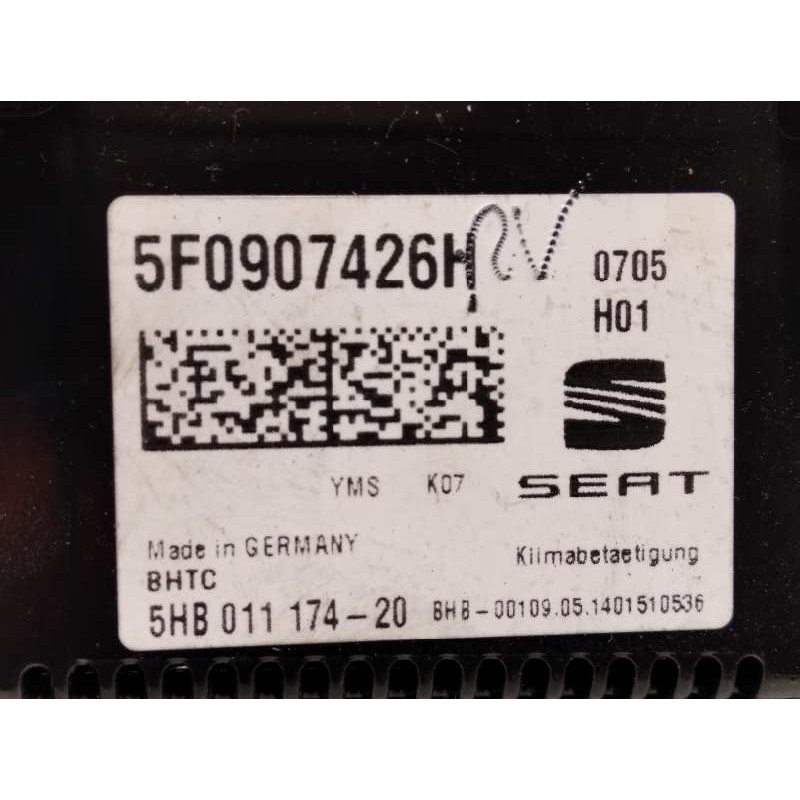 5F0907426H
0705
H01
YMS K07
SEAT
Made in GERMANY
Klimabetaetigung
BHTC
5HB 011 174-20 BHB-00109.05.1401510536